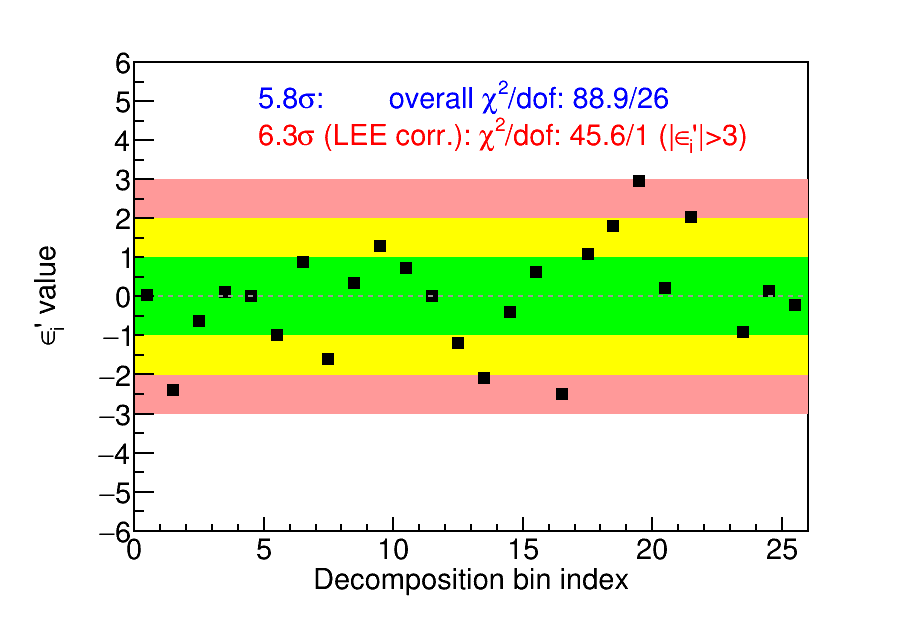 5.8σ: overall χ²/dof: 88.9/26
6.3σ (LEE corr.): χ²/dof: 45.6/1 (|ϵᵢ'|>3)
6
5
4
3
2
1
0
−1
−2
−3
−4
−5
−6
ϵᵢ' value
0 5 10 15 20 25
Decomposition bin index